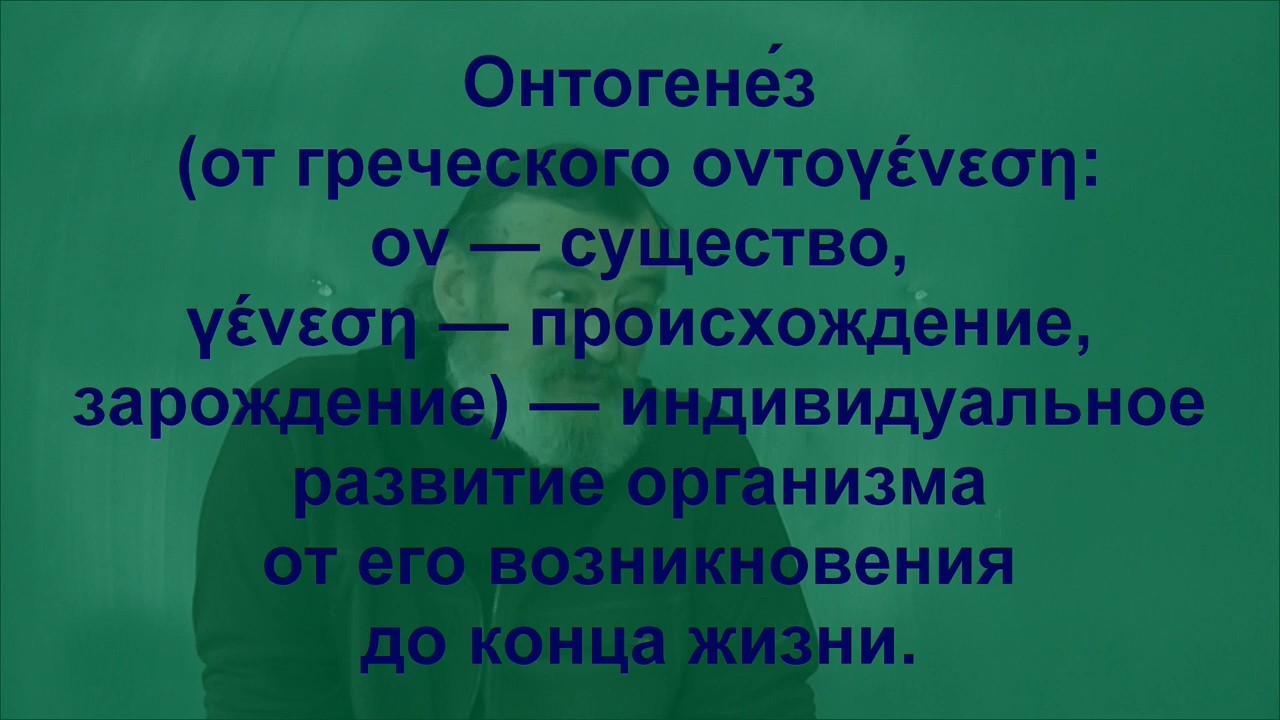 Онтогене́з
(от греческого οντογένεση:
ον — существо,
γένεση — происхождение,
зарождение) — индивидуальное
развитие организма
от его возникновения
до конца жизни.